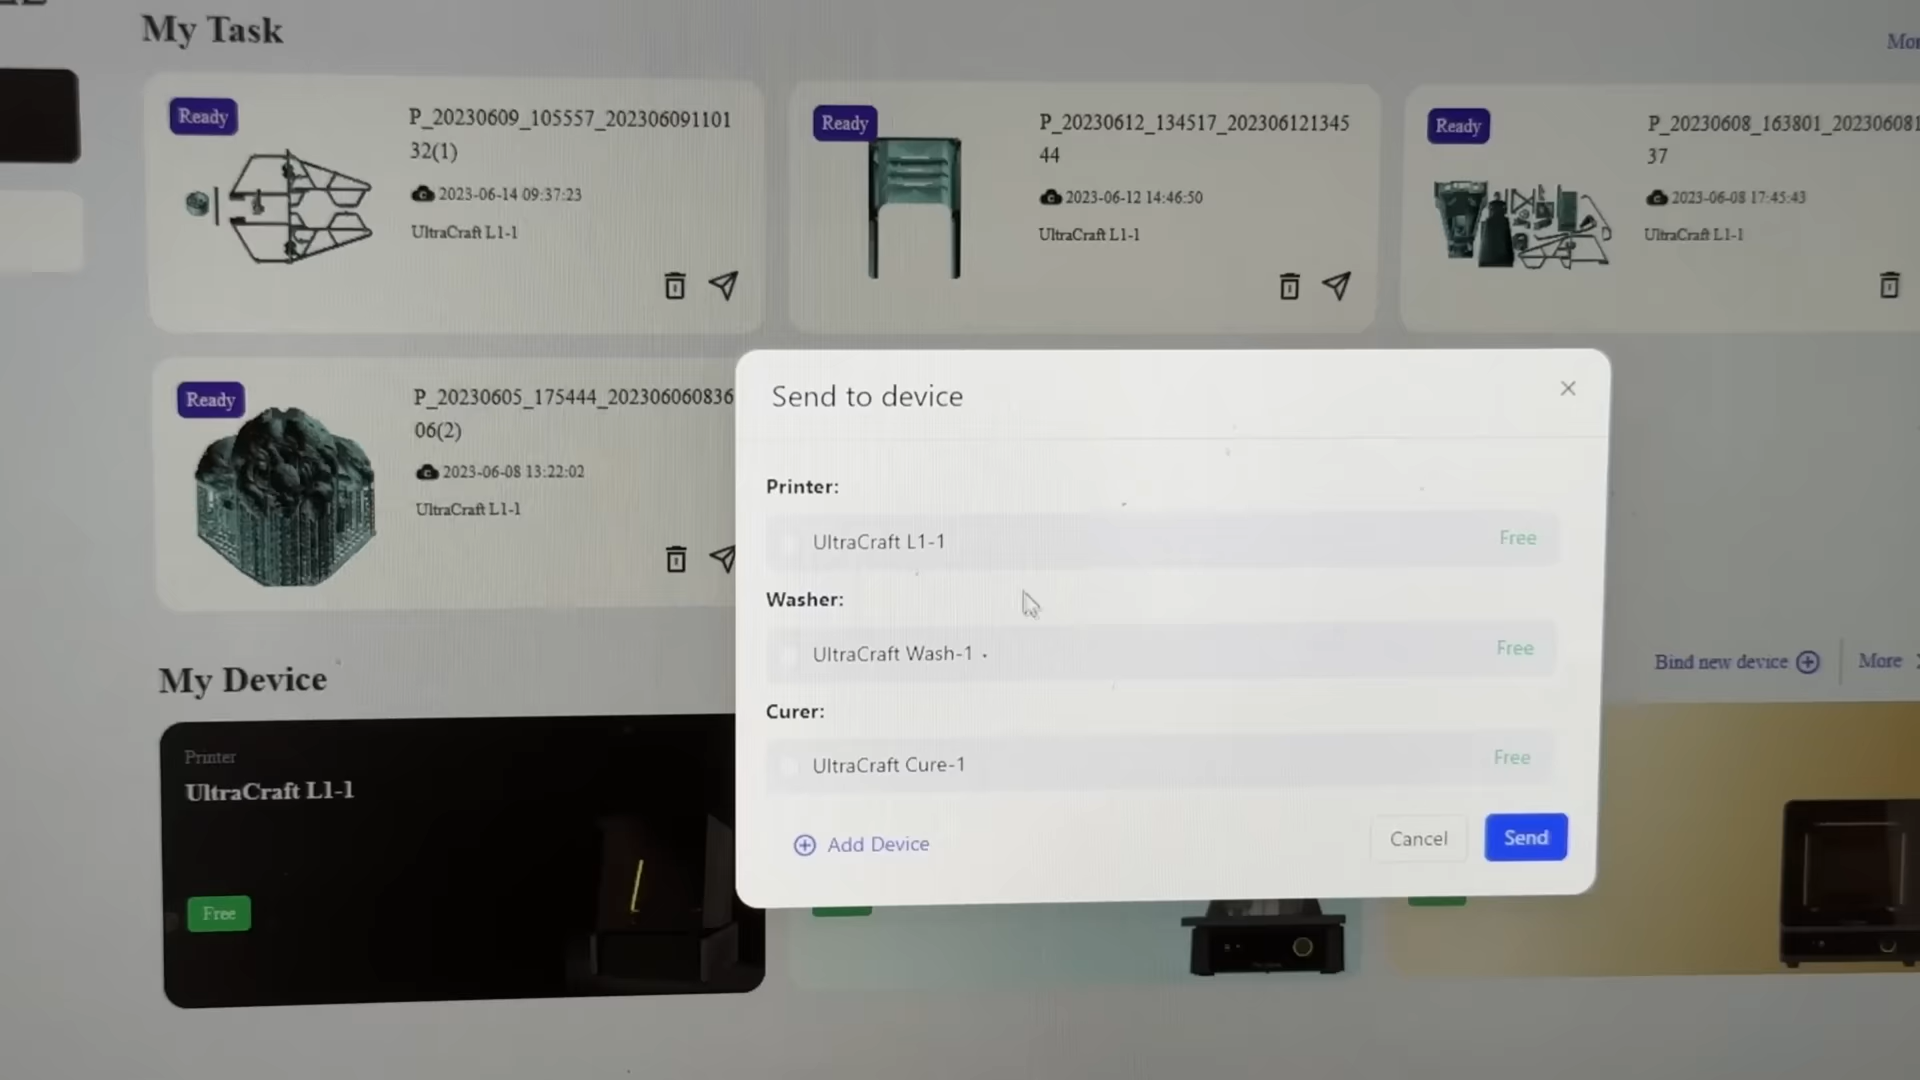 My Task
Ready
P_20230609_105557_202306091101
32(1)
2023-06-14 09:37:23
UltraCraft L1-1
Ready
P_20230612_134517_202306121345
44
2023-06-12 14:46:50
UltraCraft L1-1
Ready
P_20230608_163801_202306081
37
2023-06-08 17:45:43
UltraCraft L1-1
Ready
P_20230605_175444_202306060836
06(2)
2023-06-08 13:22:02
UltraCraft L1-1
Send to device
Printer:
UltraCraft L1-1 Free
Washer:
UltraCraft Wash-1 Free
Curer:
UltraCraft Cure-1 Free
Add Device
Cancel
Send
My Device
Bind new device
More
Printer
UltraCraft L1-1
Free